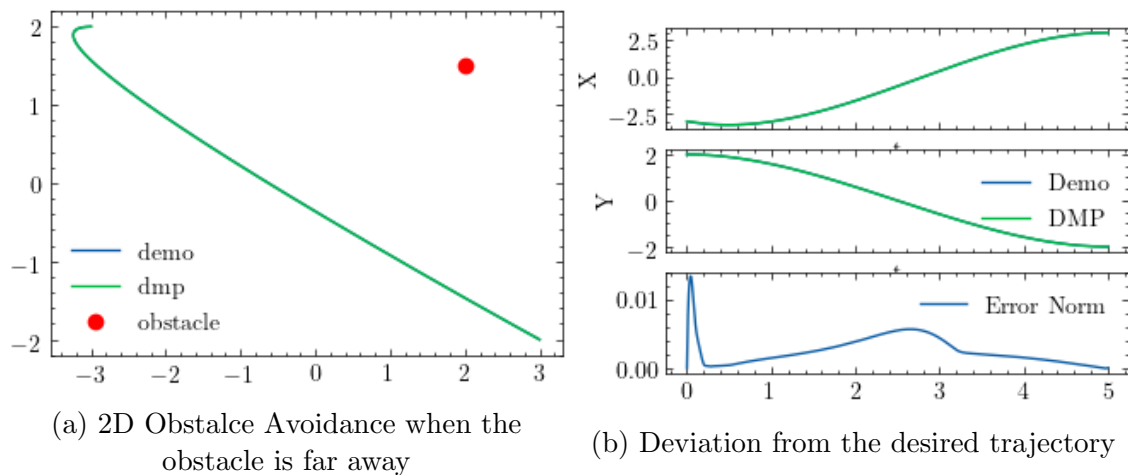 2
1
0
−1
−2
−3
−2
−1
0
1
2
3
demo
dmp
obstacle
(a) 2D Obstalce Avoidance when the
obstacle is far away
X
2.5
0.0
−2.5
Y
2
0
−2
Demo
DMP
0.01
0.00
Error Norm
0
1
2
3
4
5
(b) Deviation from the desired trajectory